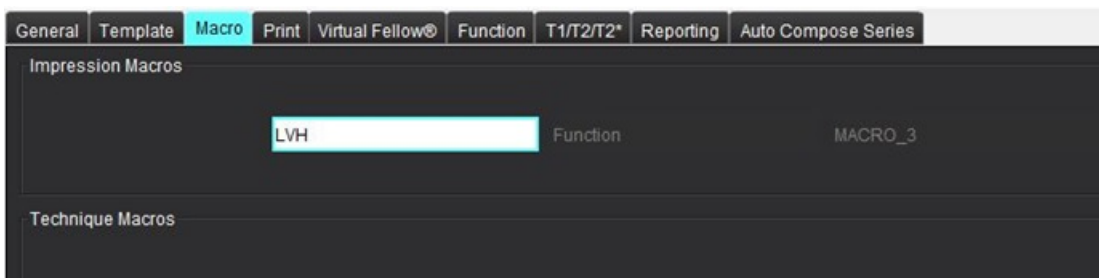 General Template Macro Print Virtual Fellow® Function T1/T2/T2* Reporting Auto Compose Series
Impression Macros
LVH Function MACRO_3
Technique Macros